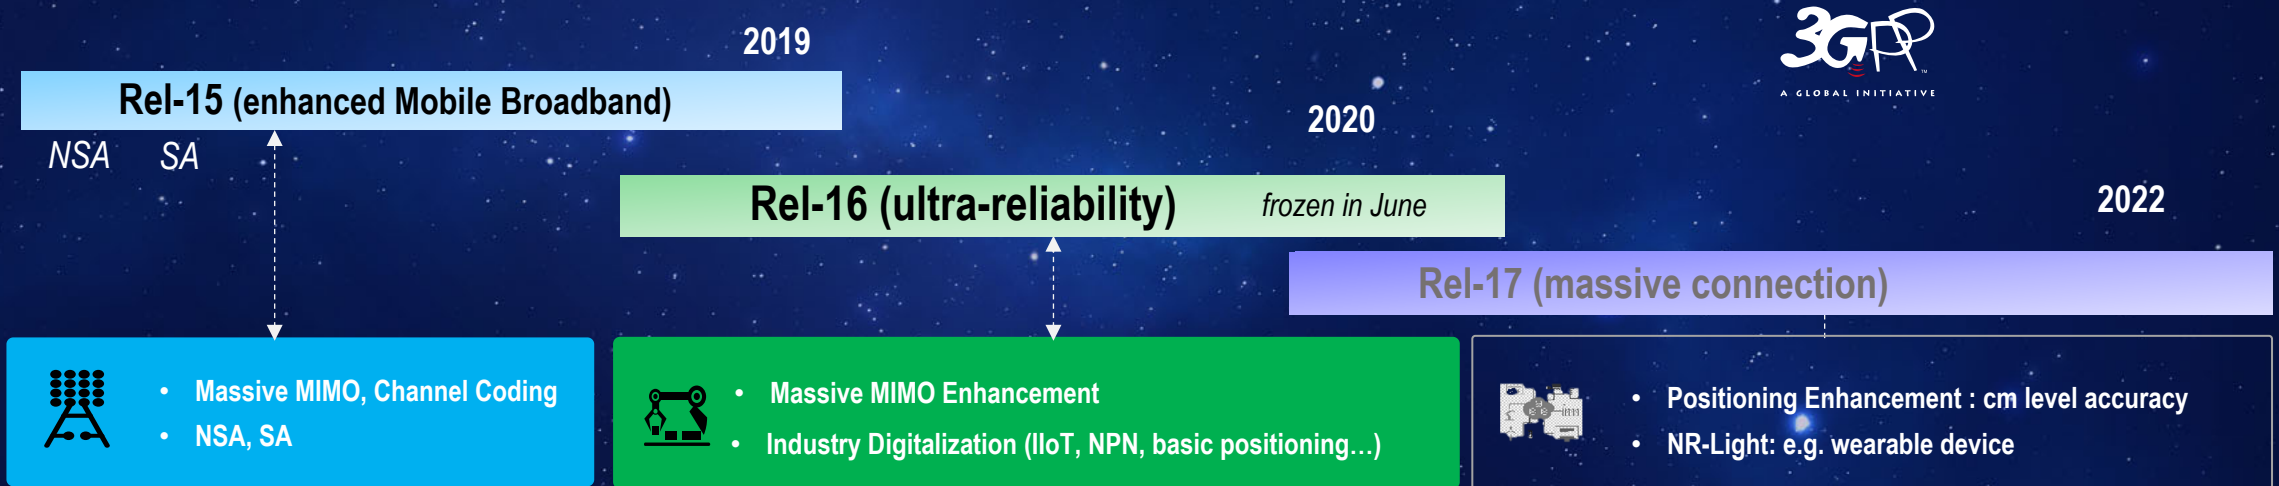 3GPP
TM
A GLOBAL INITIATIVE
2019
Rel-15 (enhanced Mobile Broadband)
NSA SA
2020
Rel-16 (ultra-reliability) frozen in June
2022
Rel-17 (massive connection)
• Massive MIMO, Channel Coding
• NSA, SA
• Massive MIMO Enhancement
• Industry Digitalization (IIoT, NPN, basic positioning...)
• Positioning Enhancement : cm level accuracy
• NR-Light: e.g. wearable device